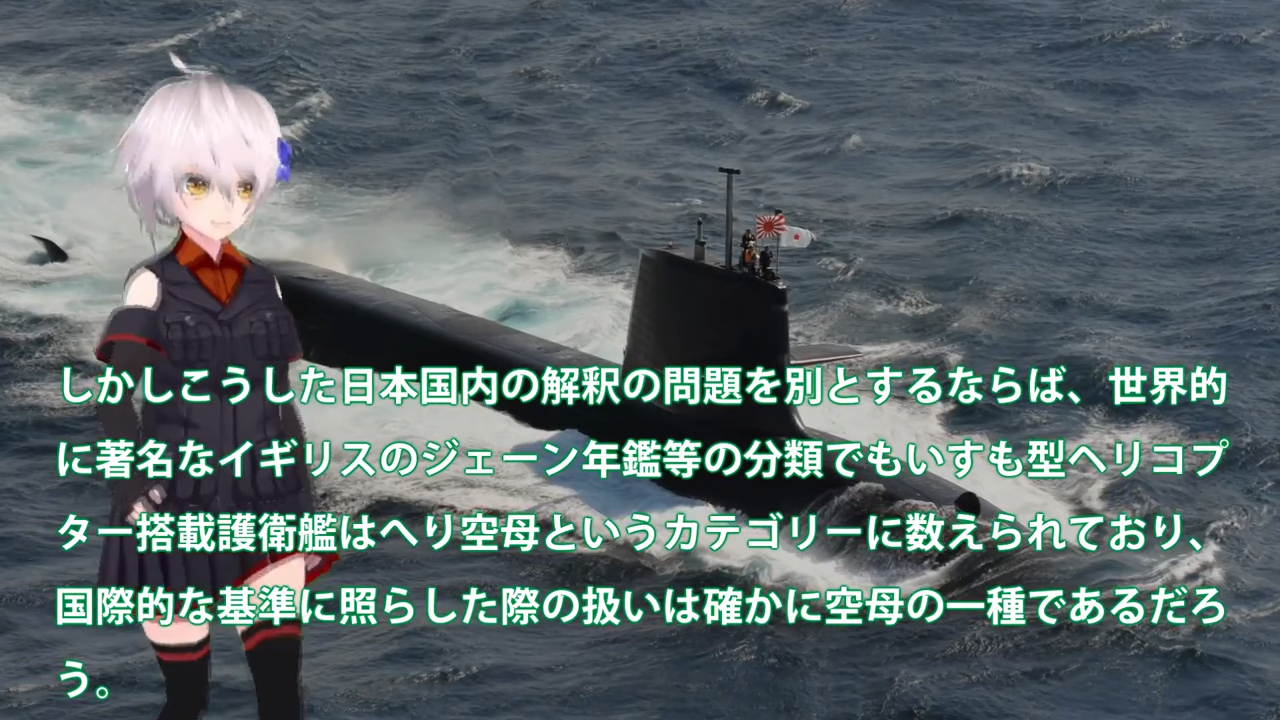 しかしこうした日本国内の解釈の問題を別とするならば、世界的
に著名なイギリスのジェーン年鑑等の分類でもいすも型ヘリコプ
ター搭載護衛艦はヘリ空母というカテゴリーに数えられており、
国際的な基準に照らした際の扱いは確かに空母の一種であるだろ
う。